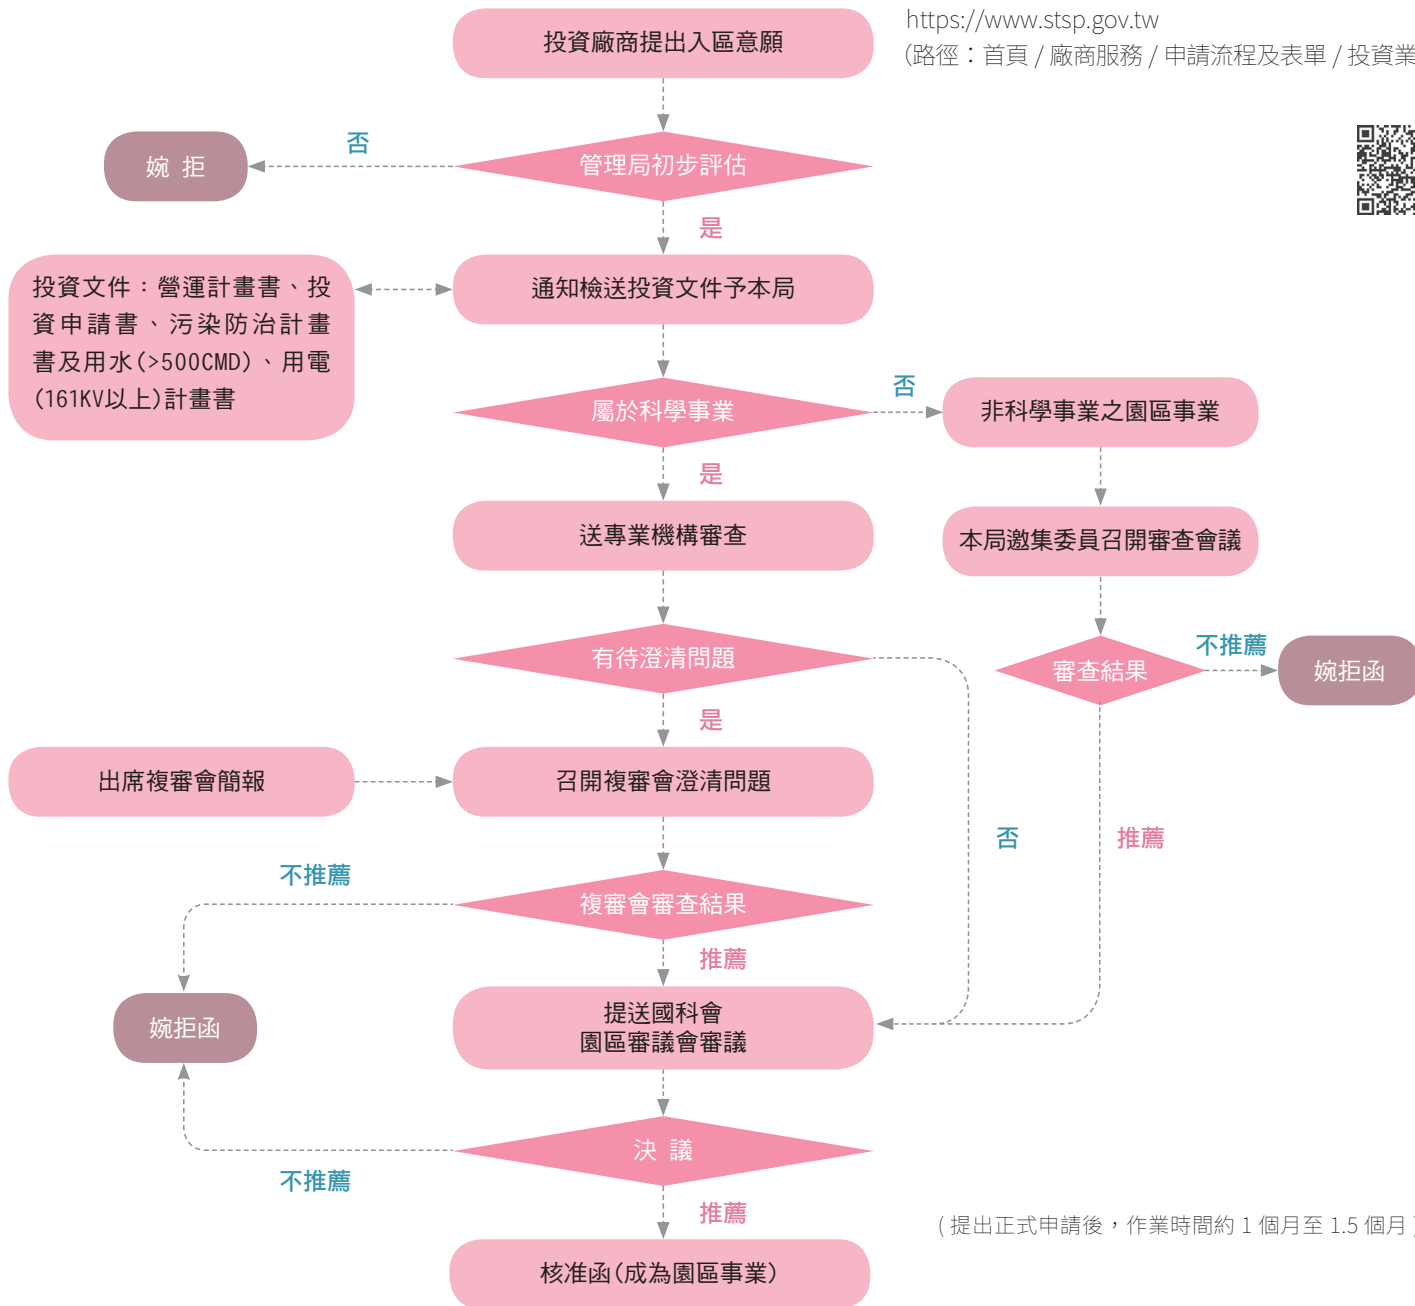 投資廠商提出入區意願
https://www.stsp.gov.tw
（路徑：首頁 / 廠商服務 / 申請流程及表單 / 投資業
否
婉 拒
管理局初步評估
是
投資文件：營運計畫書、投
資申請書、污染防治計畫
書及用水(>500CMD)、用電
(161KV以上)計畫書
通知檢送投資文件予本局
屬於科學事業
否
非科學事業之園區事業
是
送專業機構審查
本局邀集委員召開審查會議
有待澄清問題
審查結果
不推薦
婉拒函
是
出席複審會簡報
召開複審會澄清問題
否
推薦
不推薦
複審會審查結果
推薦
婉拒函
提送國科會
園區審議會審議
決 議
不推薦
推薦
( 提出正式申請後，作業時間約 1 個月至 1.5 個月 )
核准函(成為園區事業)